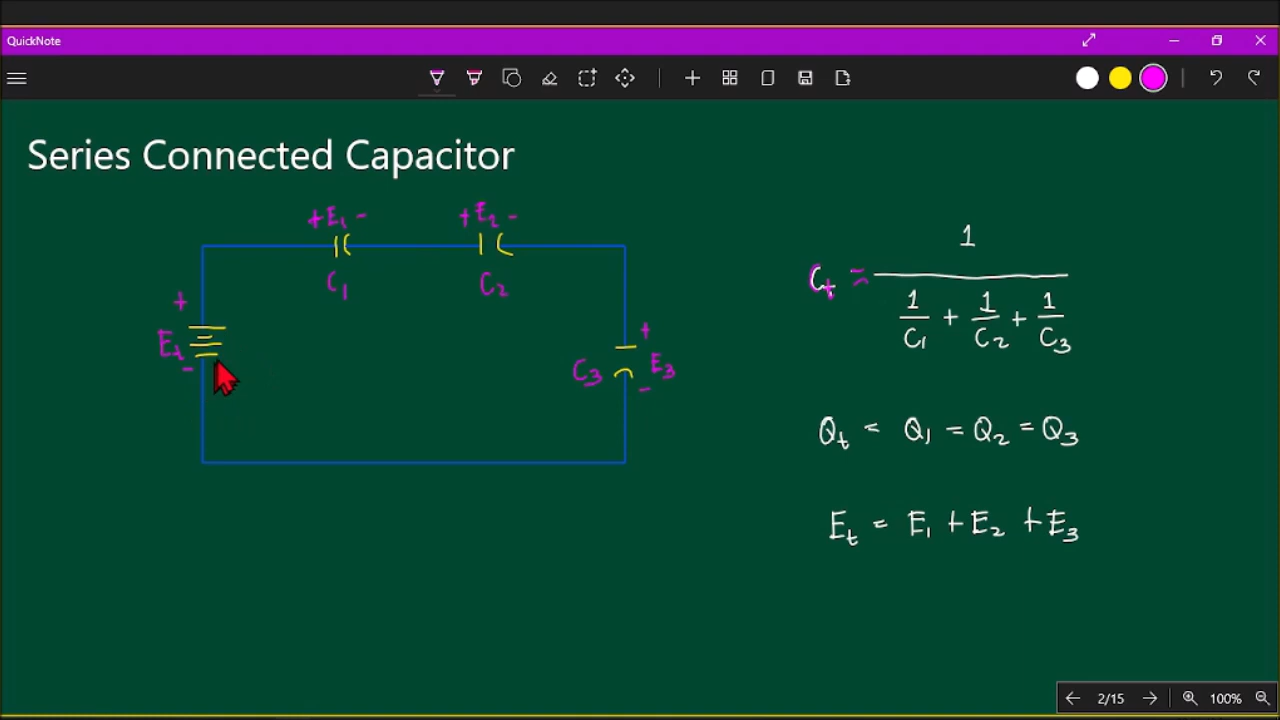 QuickNote
Series Connected Capacitor
+ E₁ -
+ E₂ -
C₁
C₂
+
Eₜ
-
C₃
+
E₃
-
Cₜ = 1 / (1/C₁ + 1/C₂ + 1/C₃)
Qₜ = Q₁ = Q₂ = Q₃
Eₜ = E₁ + E₂ + E₃
2/15
100%